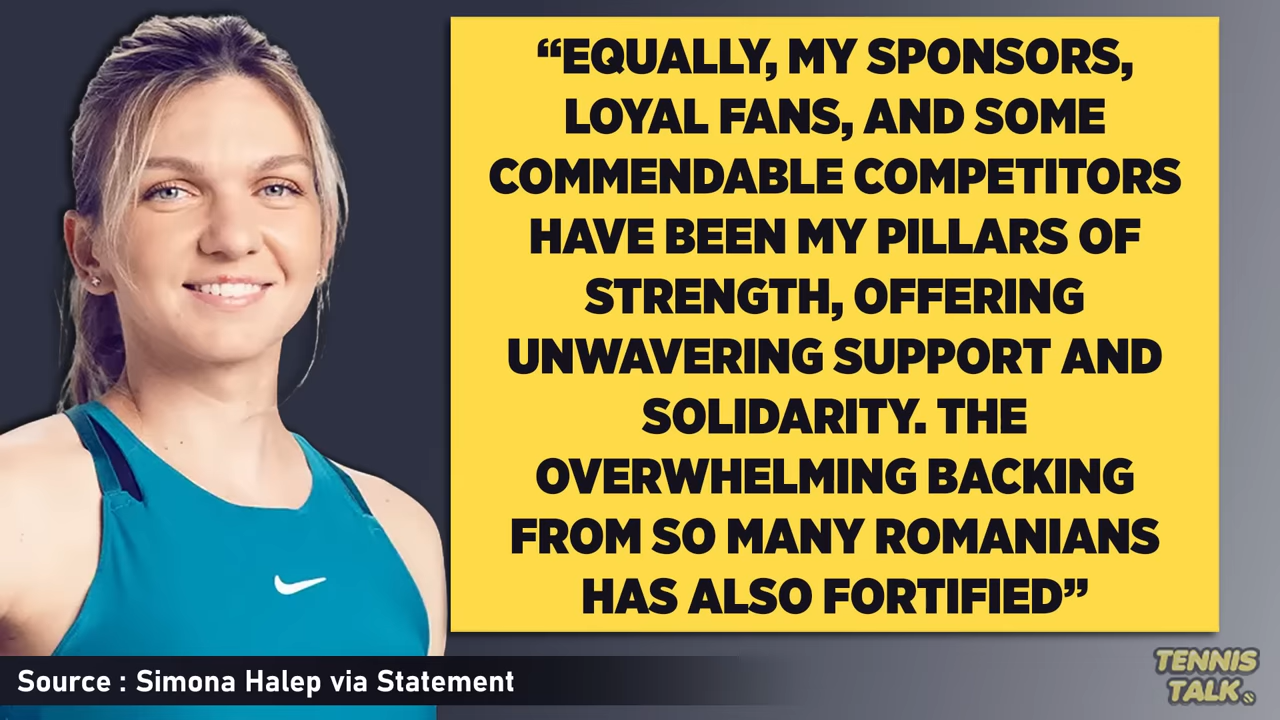 “EQUALLY, MY SPONSORS,
LOYAL FANS, AND SOME
COMMENDABLE COMPETITORS
HAVE BEEN MY PILLARS OF
STRENGTH, OFFERING
UNWAVERING SUPPORT AND
SOLIDARITY. THE
OVERWHELMING BACKING
FROM SO MANY ROMANIANS
HAS ALSO FORTIFIED”
Source : Simona Halep via Statement
TENNIS
TALK